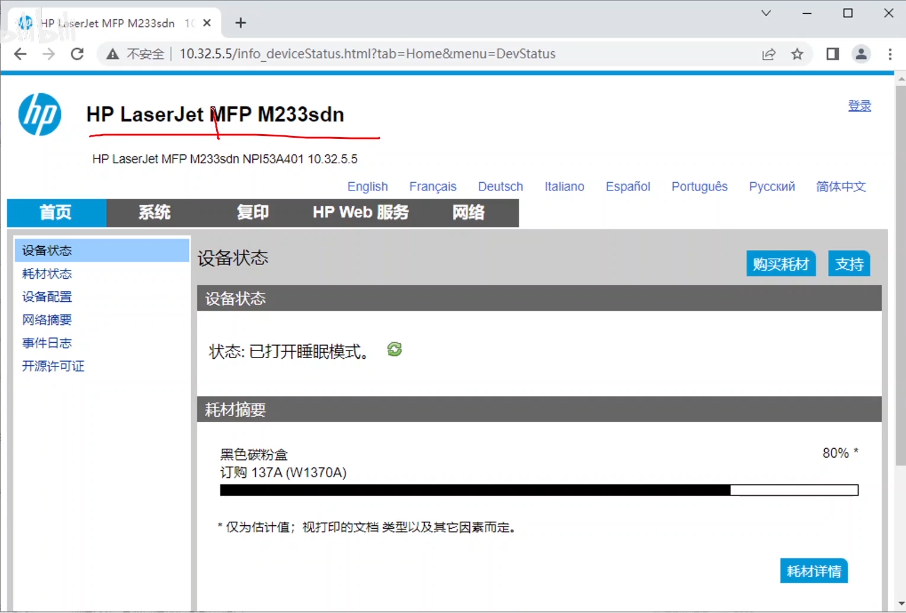 HP LaserJet MFP M233sdn
不安全 10.32.5.5/info_deviceStatus.html?tab=Home&menu=DevStatus
hp
HP LaserJet MFP M233sdn
登录
HP LaserJet MFP M233sdn NPI53A401 10.32.5.5
English Français Deutsch Italiano Español Português Русский 简体中文
首页 系统 复印 HP Web 服务 网络
设备状态
耗材状态
设备配置
网络摘要
事件日志
开源许可证
设备状态
购买耗材 支持
设备状态
状态: 已打开睡眠模式。
耗材摘要
黑色碳粉盒
80% *
订购 137A (W1370A)
* 仅为估计值；视打印的文档 类型以及其它因素而定。
耗材详情